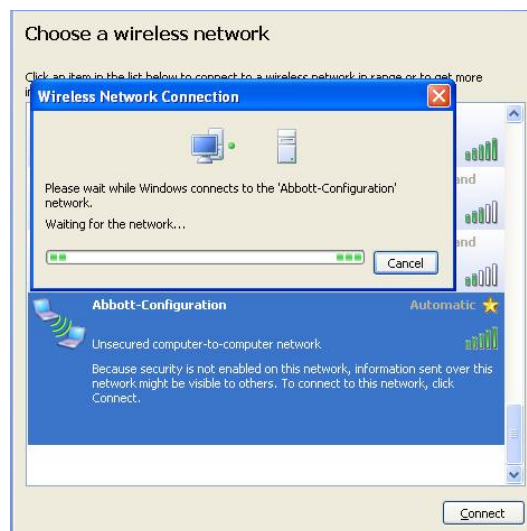 Choose a wireless network
Click an item in the list below to connect to a wireless network in range or to get more
Wireless Network Connection
Please wait while Windows connects to the 'Abbott-Configuration'
network.
Waiting for the network...
Cancel
Abbott-Configuration
Automatic
Unsecured computer-to-computer network
Because security is not enabled on this network, information sent over this
network might be visible to others. To connect to this network, click
Connect.
Connect